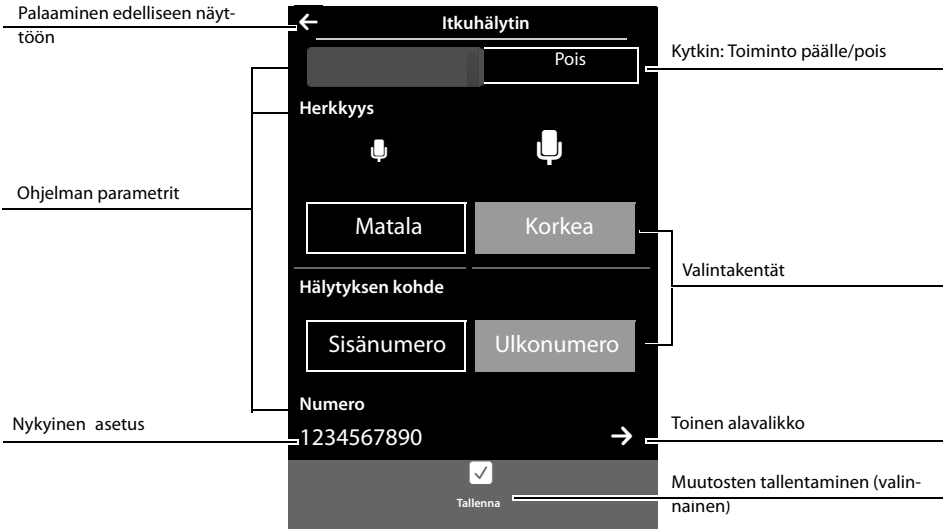 Palaaminen edelliseen näyt-
töön
Ohjelman parametrit
Nykyinen asetus
Itkuhälytin
Pois
Herkkyys
Matala
Korkea
Hälytyksen kohde
Sisänumero
Ulkonumero
Numero
1234567890
Tallenna
Kytkin: Toiminto päälle/pois
Valintakentät
Toinen alavalikko
Muutosten tallentaminen (valin-
nainen)